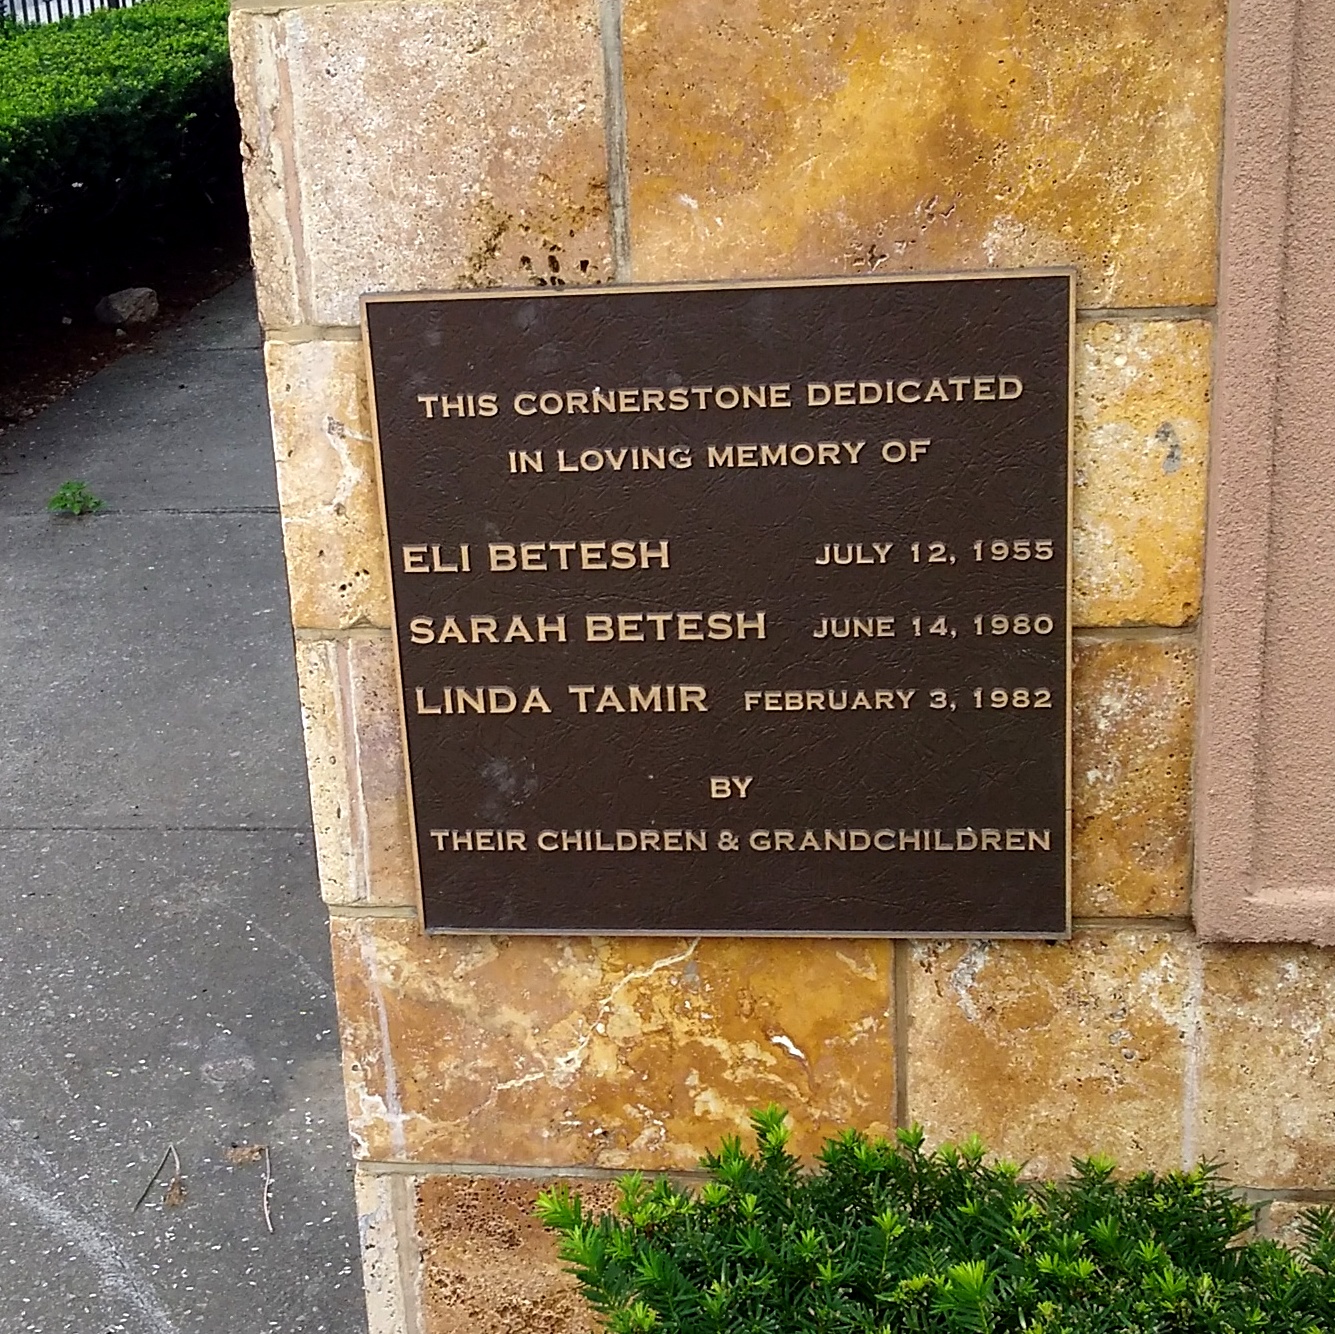 THIS CORNERSTONE DEDICATED
IN LOVING MEMORY OF
ELI BETESH JULY 12, 1955
SARAH BETESH JUNE 14, 1980
LINDA TAMIR FEBRUARY 3, 1982
BY
THEIR CHILDREN & GRANDCHILDREN